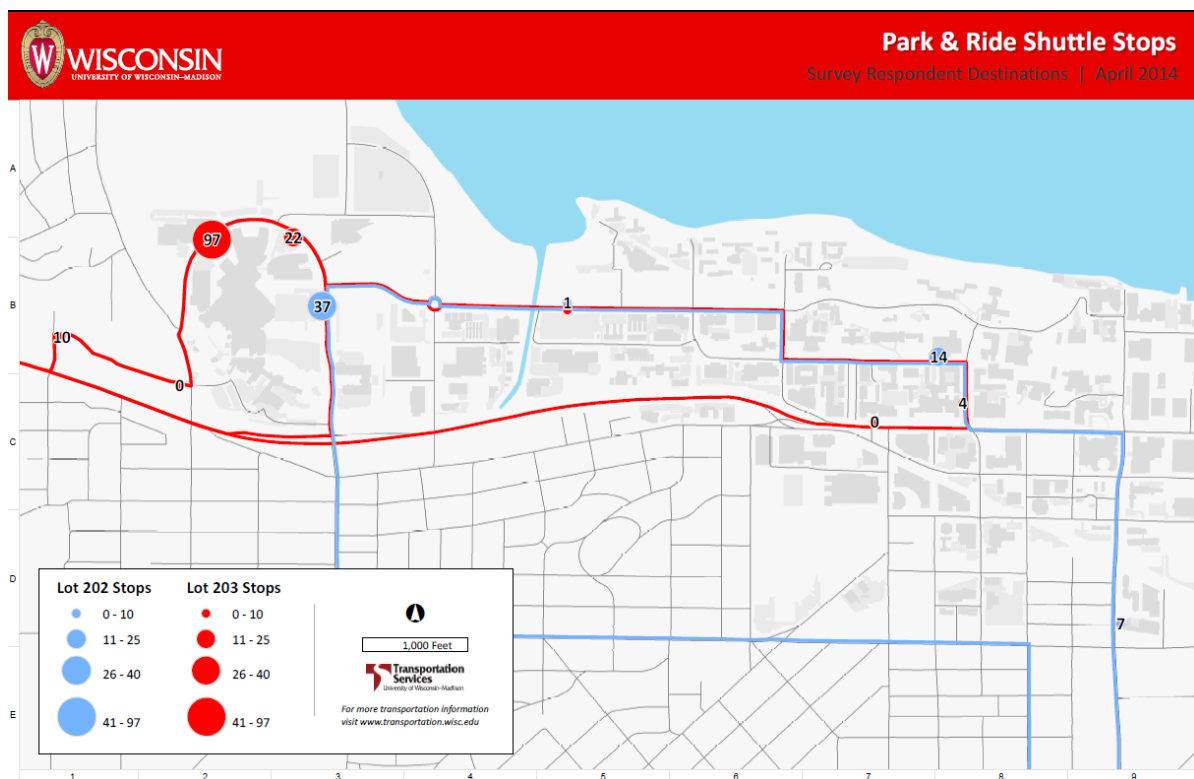 W
WISCONSIN
UNIVERSITY OF WISCONSIN–MADISON
Park & Ride Shuttle Stops
Survey Respondent Destinations | April 2014
A
B
C
D
E
97
22
37
10
0
1
14
4
0
7
Lot 202 Stops
0 - 10
11 - 25
26 - 40
41 - 97
Lot 203 Stops
0 - 10
11 - 25
26 - 40
41 - 97
1,000 Feet
Transportation
Services
University of Wisconsin–Madison
For more transportation information
visit www.transportation.wisc.edu
1 2 3 4 5 6 7 8 9